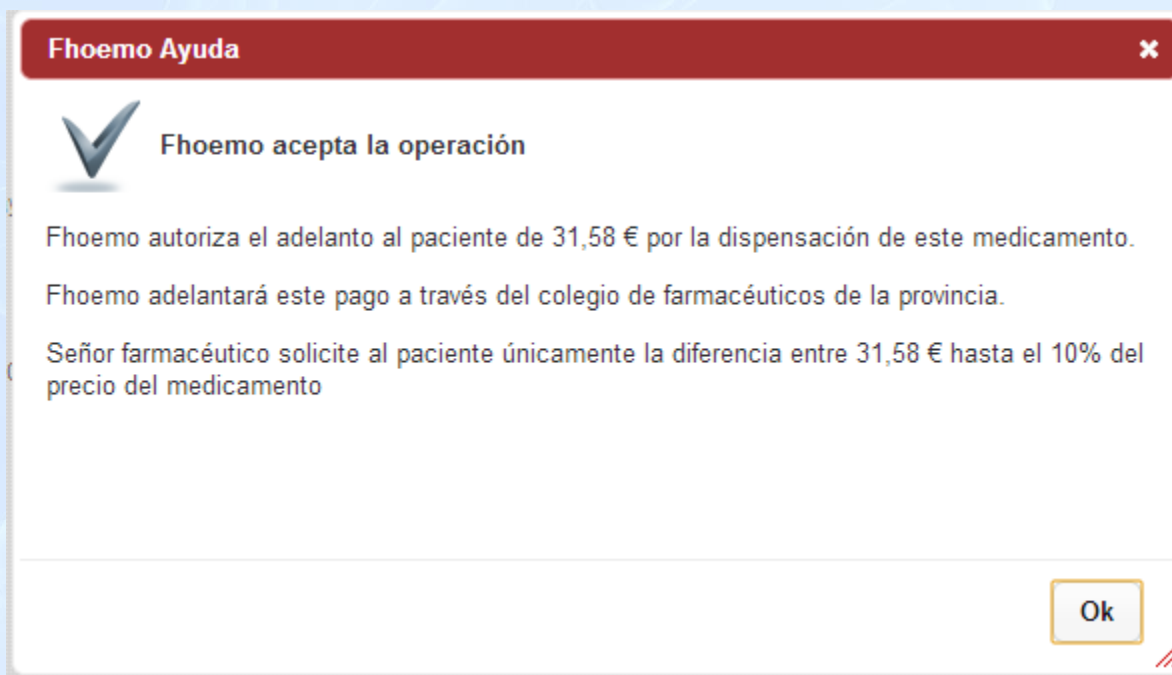 Fhoemo Ayuda
Fhoemo acepta la operación
Fhoemo autoriza el adelanto al paciente de 31,58 € por la dispensación de este medicamento.
Fhoemo adelantará este pago a través del colegio de farmacéuticos de la provincia.
Señor farmacéutico solicite al paciente únicamente la diferencia entre 31,58 € hasta el 10% del
precio del medicamento
Ok